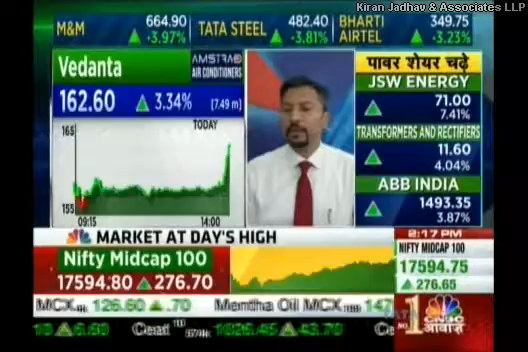 Kiran Jadhav & Associates LLP
M&M 664.90 +3.97%
TATA STEEL 482.40 +3.81%
BHARTI AIRTEL 349.75 +3.23%
Vedanta
AMSTRAD AIR CONDITIONERS
162.60 3.34% [7.49 m]
165 TODAY
155
09:15 14:00
पावर शेयर चढ़े
JSW ENERGY
71.00
7.41%
TRANSFORMERS AND RECTIFIERS
11.60
4.04%
ABB INDIA
1493.35
3.87%
MARKET AT DAY'S HIGH
2:17 PM
Nifty Midcap 100
17594.80 276.70
NIFTY MIDCAP 100
17594.75
276.65
MCX 126.60 .70 Mentha Oil MCX 147
NO. 1 CNBC आवाज़